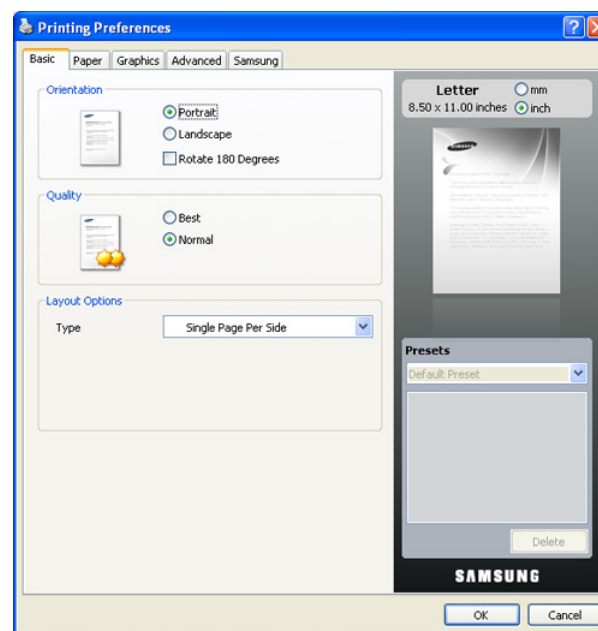 Printing Preferences
Basic Paper Graphics Advanced Samsung
Orientation
Portrait
Landscape
Rotate 180 Degrees
Quality
Best
Normal
Layout Options
Type Single Page Per Side
Letter mm
8.50 x 11.00 inches inch
SAMSUNG
Presets
Default Preset
Delete
SAMSUNG
OK Cancel